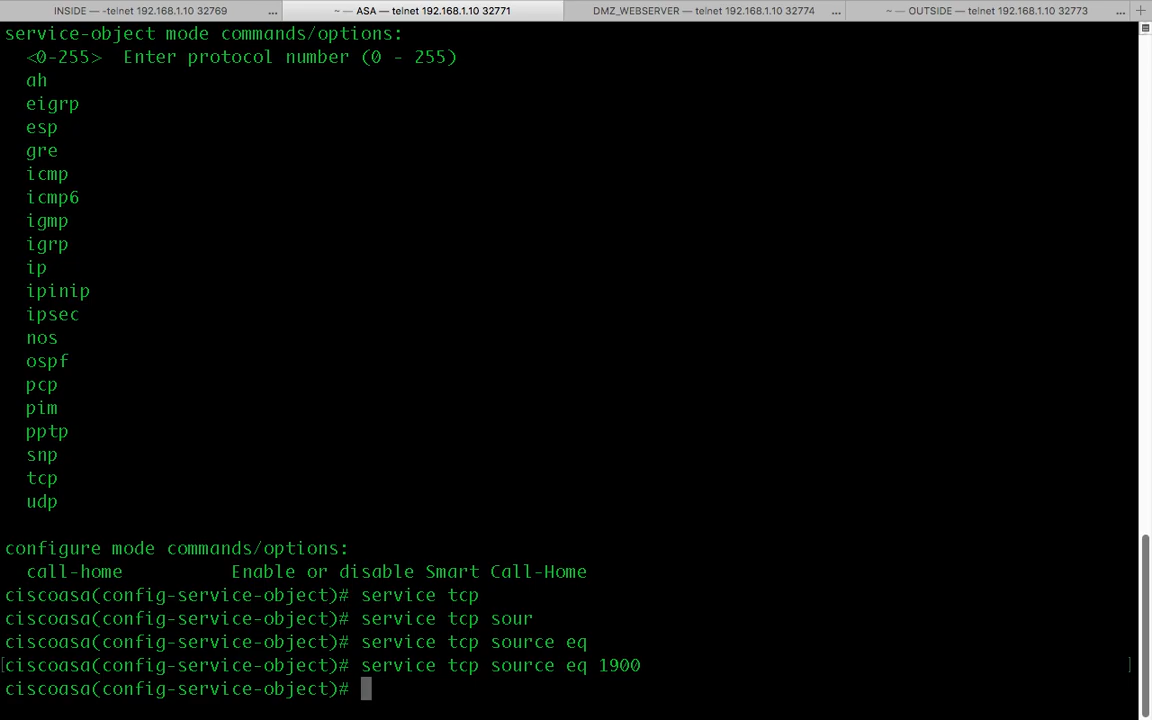 INSIDE — -telnet 192.168.1.10 32769 ...
~ — ASA — telnet 192.168.1.10 32771
DMZ_WEBSERVER — telnet 192.168.1.10 32774 ...
~ — OUTSIDE — telnet 192.168.1.10 32773 ... +
service-object mode commands/options:
<0-255> Enter protocol number (0 - 255)
ah
eigrp
esp
gre
icmp
icmp6
igmp
igrp
ip
ipinip
ipsec
nos
ospf
pcp
pim
pptp
snp
tcp
udp
configure mode commands/options:
call-home Enable or disable Smart Call-Home
ciscoasa(config-service-object)# service tcp
ciscoasa(config-service-object)# service tcp sour
ciscoasa(config-service-object)# service tcp source eq
[ciscoasa(config-service-object)# service tcp source eq 1900 ]
ciscoasa(config-service-object)#